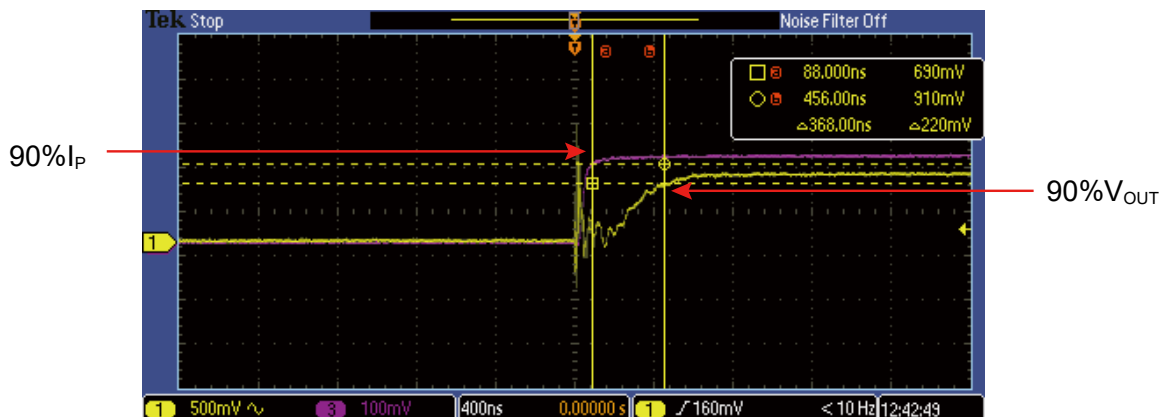 Tek Stop
Noise Filter Off
M
T
a b
a 88.000ns 690mV
b 456.00ns 910mV
△368.00ns △220mV
90%IP
90%VOUT
1
1 500mV 3 100mV 400ns 0.00000 s 1 160mV < 10 Hz 12:42:49